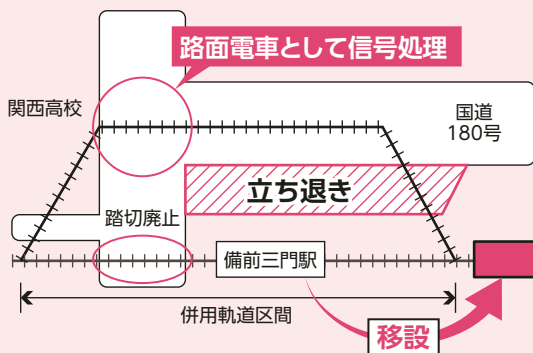 路面電車として信号処理
関西高校
国道
180号
立ち退き
踏切廃止
備前三門駅
併用軌道区間
移設